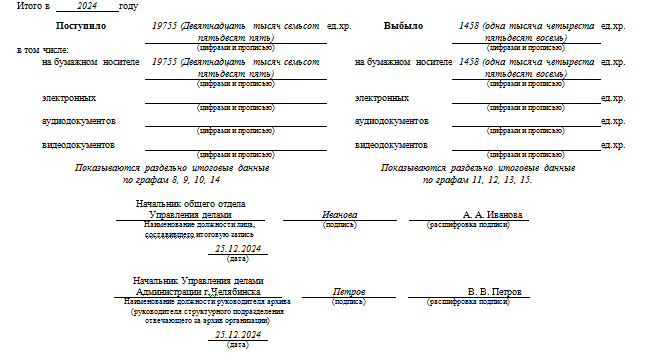 Итого в 2024 году
Поступило 19755 (Девятнадцать тысяч семьсот пятьдесят пять) ед.хр. Выбыло 1458 (одна тысяча четыреста пятьдесят восемь) ед.хр.
(цифрами и прописью) (цифрами и прописью)
в том числе:
на бумажном носителе 19755 (Девятнадцать тысяч семьсот пятьдесят пять) на бумажном носителе 1458 (одна тысяча четыреста пятьдесят восемь) ед.хр.
(цифрами и прописью) (цифрами и прописью)
электронных электронных ед.хр.
(цифрами и прописью) (цифрами и прописью)
аудиодокументов аудиодокументов ед.хр.
(цифрами и прописью) (цифрами и прописью)
видеодокументов видеодокументов ед.хр.
(цифрами и прописью) (цифрами и прописью)
Показываются раздельно итоговые данные Показываются раздельно итоговые данные
по графам 8, 9, 10, 14 по графам 11, 12, 13, 15.
Начальник общего отдела
Управления делами Иванова А. А. Иванова
Наименование должности лица, (подпись) (расшифровка подписи)
составившего итоговую запись
25.12.2024
(дата)
Начальник Управления делами
Администрации г.Челябинска Петров В. В. Петров
Наименование должности руководителя архива (подпись) (расшифровка подписи)
(руководителя структурного подразделения
отвечающего за архив организации)
25.12.2024
(дата)